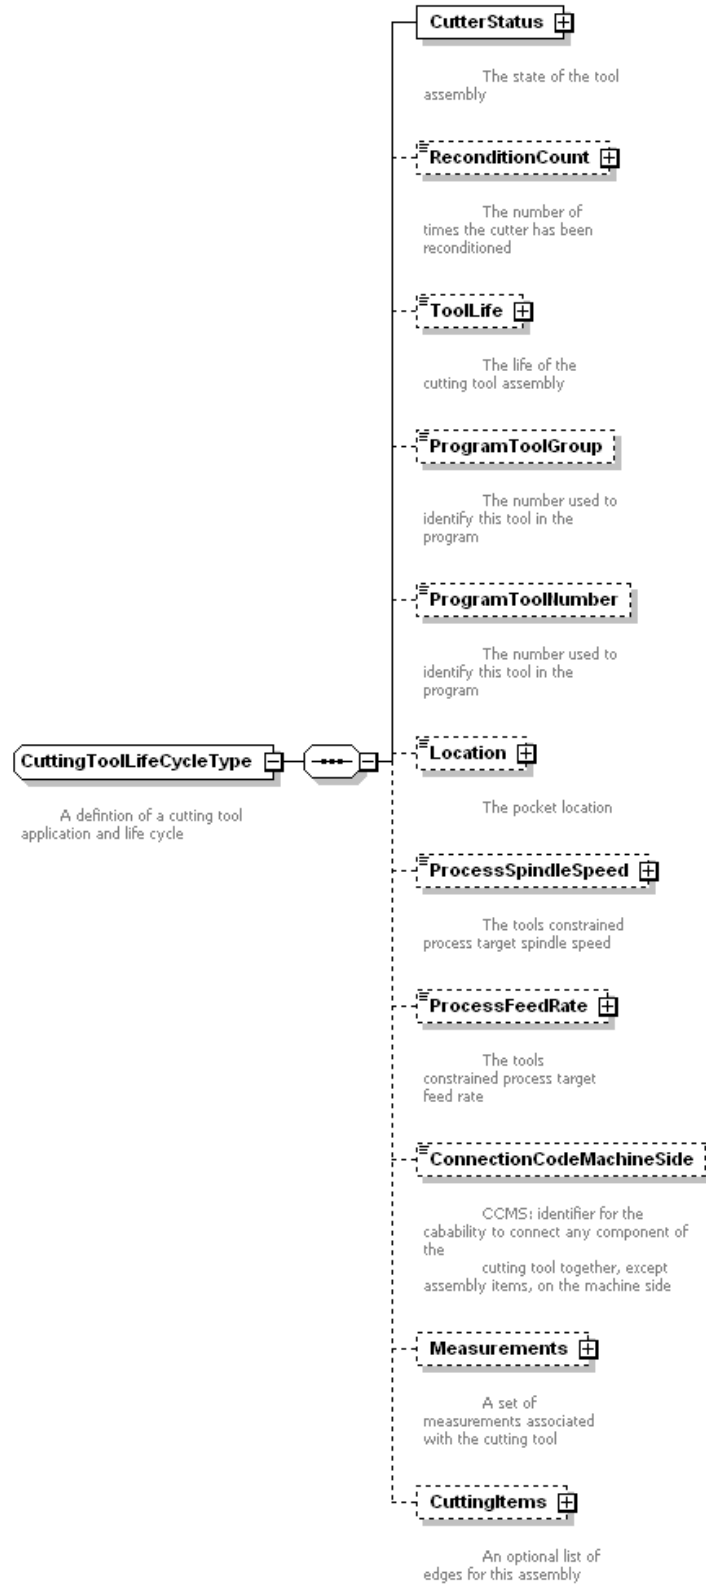 CutterStatus
The state of the tool
assembly
ReconditionCount
The number of
times the cutter has been
reconditioned
ToolLife
The life of the
cutting tool assembly
ProgramToolGroup
The number used to
identify this tool in the
program
ProgramToolNumber
The number used to
identify this tool in the
program
CuttingToolLifeCycleType
A defintion of a cutting tool
application and life cycle
Location
The pocket location
ProcessSpindleSpeed
The tools constrained
process target spindle speed
ProcessFeedRate
The tools
constrained process target
feed rate
ConnectionCodeMachineSide
CCMS: identifier for the
cabability to connect any component of
the
cutting tool together, except
assembly items, on the machine side
Measurements
A set of
measurements associated
with the cutting tool
CuttingItems
An optional list of
edges for this assembly